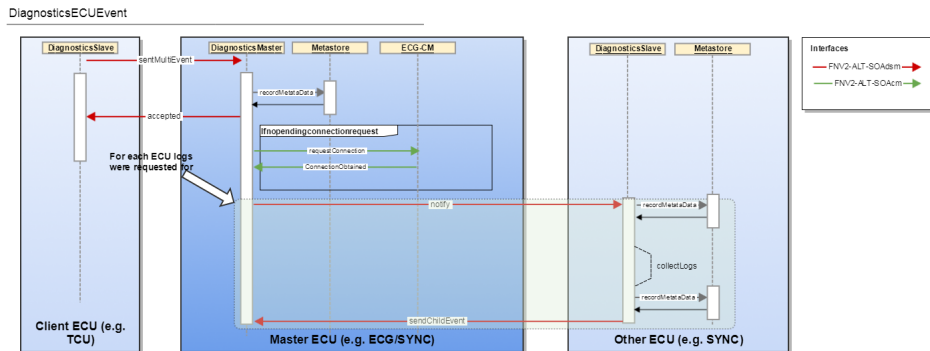 DiagnosticsECUEvent
DiagnosticsSlave
DiagnosticsMaster
Metastore
ECG-CM
DiagnosticsSlave
Metastore
Interfaces
FNV2-ALT-SOAdsm
FNV2-ALT-SOAcm
sentMultiEvent
recordMetataData
accepted
Ifnopendingconnectionrequest
requestConnection
ConnectionObtained
For each ECU logs
were requested for
notify
recordMetataData
collectLogs
recordMetataData
sendChildEvent
Client ECU (e.g.
TCU)
Master ECU (e.g. ECG/SYNC)
Other ECU (e.g. SYNC)